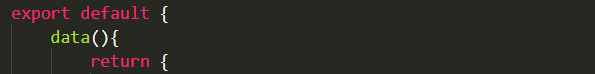 export default {
    data(){
        return {